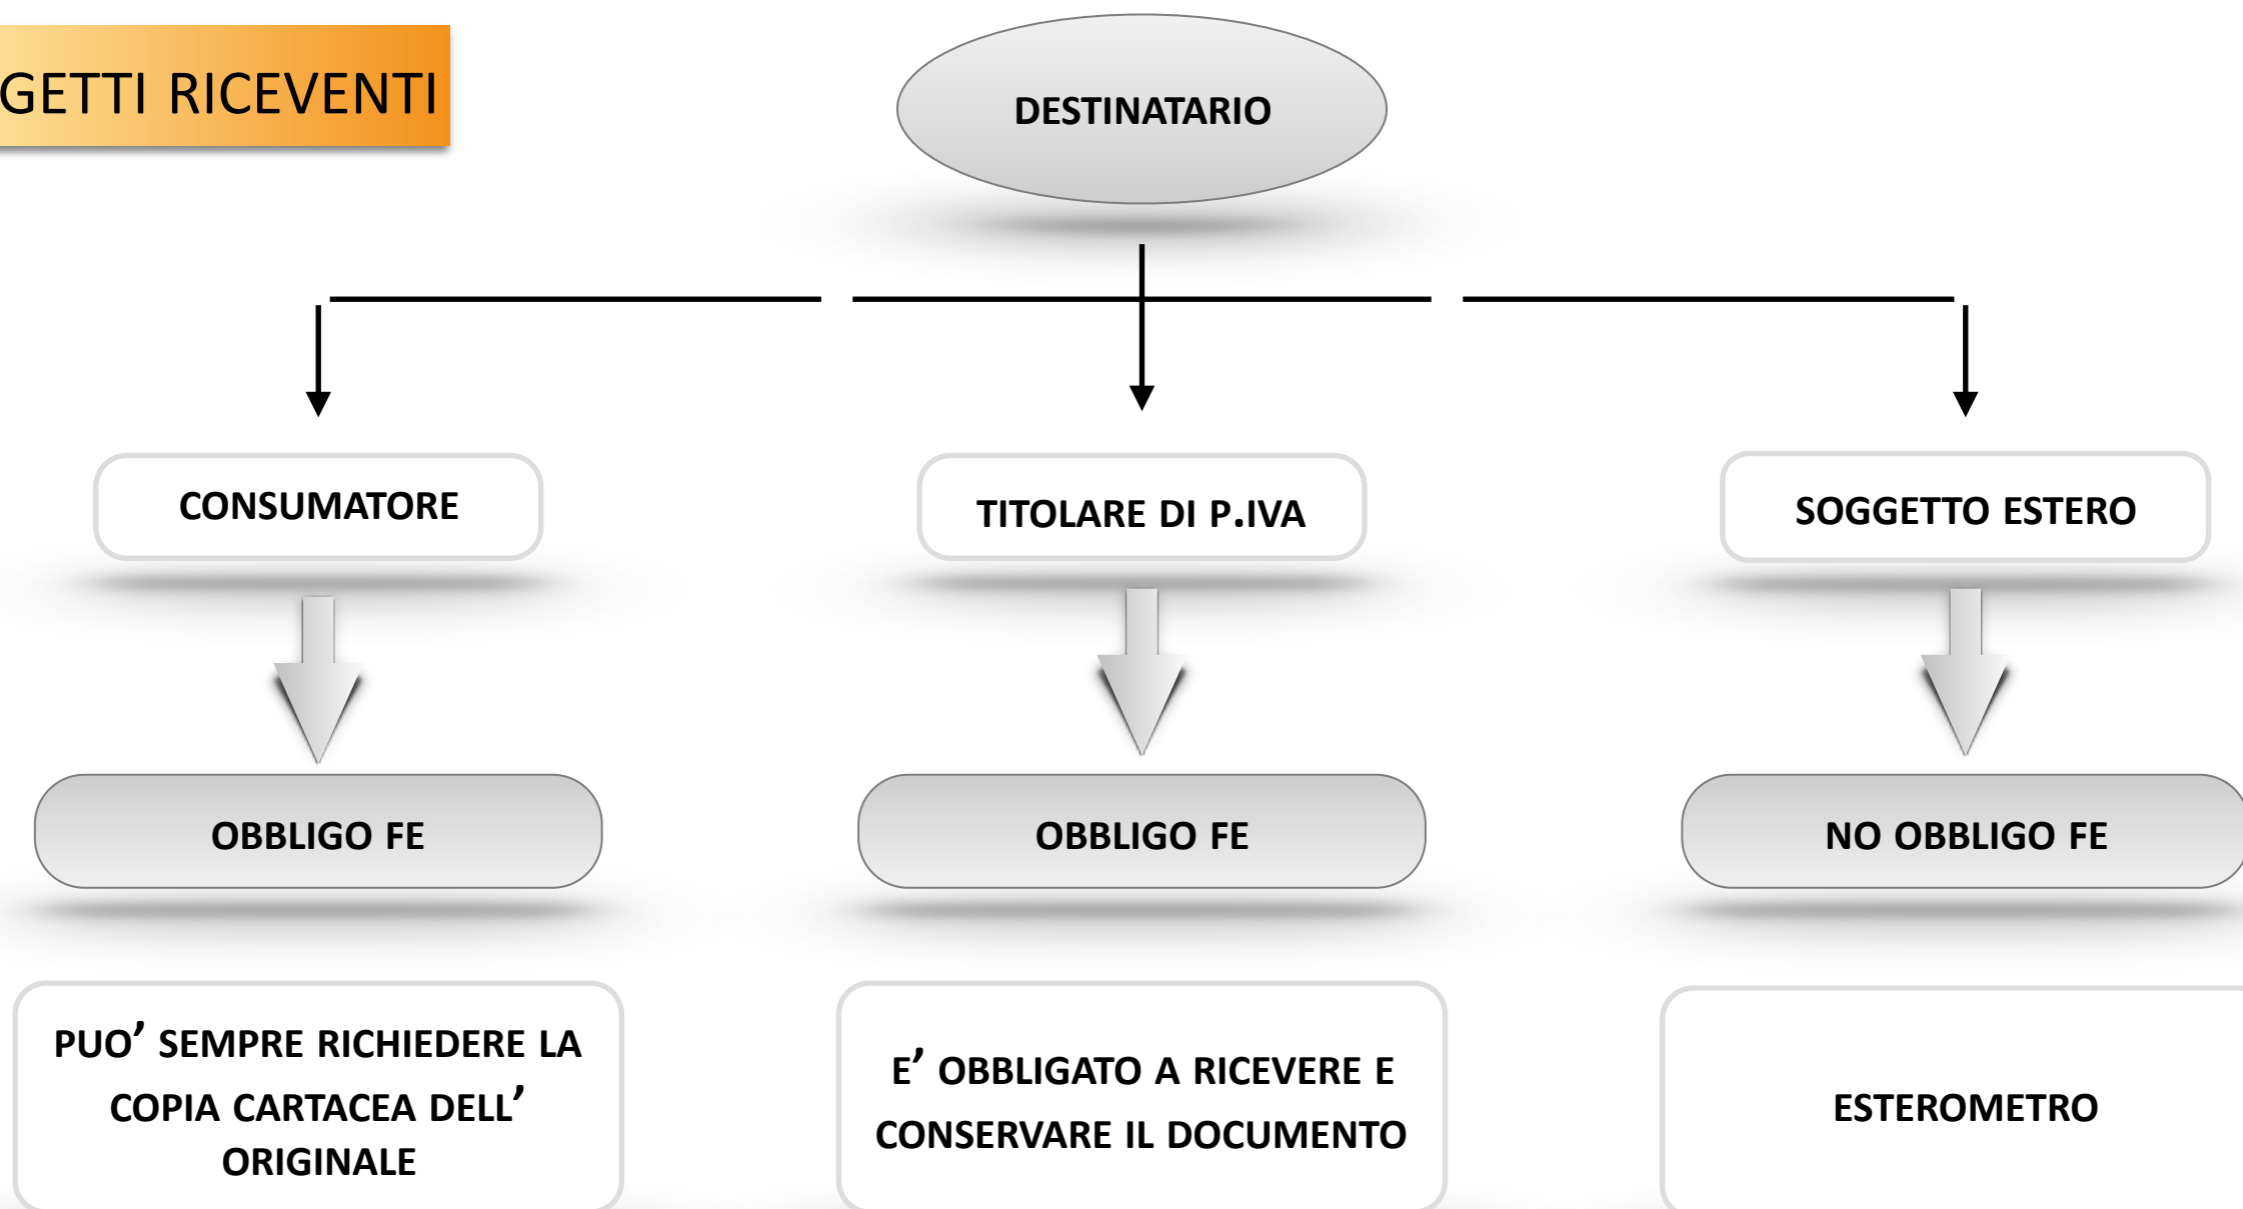 GETTI RICEVENTI
DESTINATARIO
CONSUMATORE
TITOLARE DI P.IVA
SOGGETTO ESTERO
OBBLIGO FE
OBBLIGO FE
NO OBBLIGO FE
PUO’ SEMPRE RICHIEDERE LA
COPIA CARTACEA DELL’
ORIGINALE
E’ OBBLIGATO A RICEVERE E
CONSERVARE IL DOCUMENTO
ESTEROMETRO